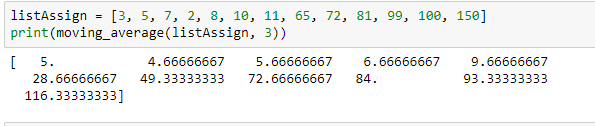 listAssign = [3, 5, 7, 2, 8, 10, 11, 65, 72, 81, 99, 100, 150]
print(moving_average(listAssign, 3))
[ 5. 4.66666667 5.66666667 6.66666667 9.66666667
28.66666667 49.33333333 72.66666667 84. 93.33333333
116.33333333]